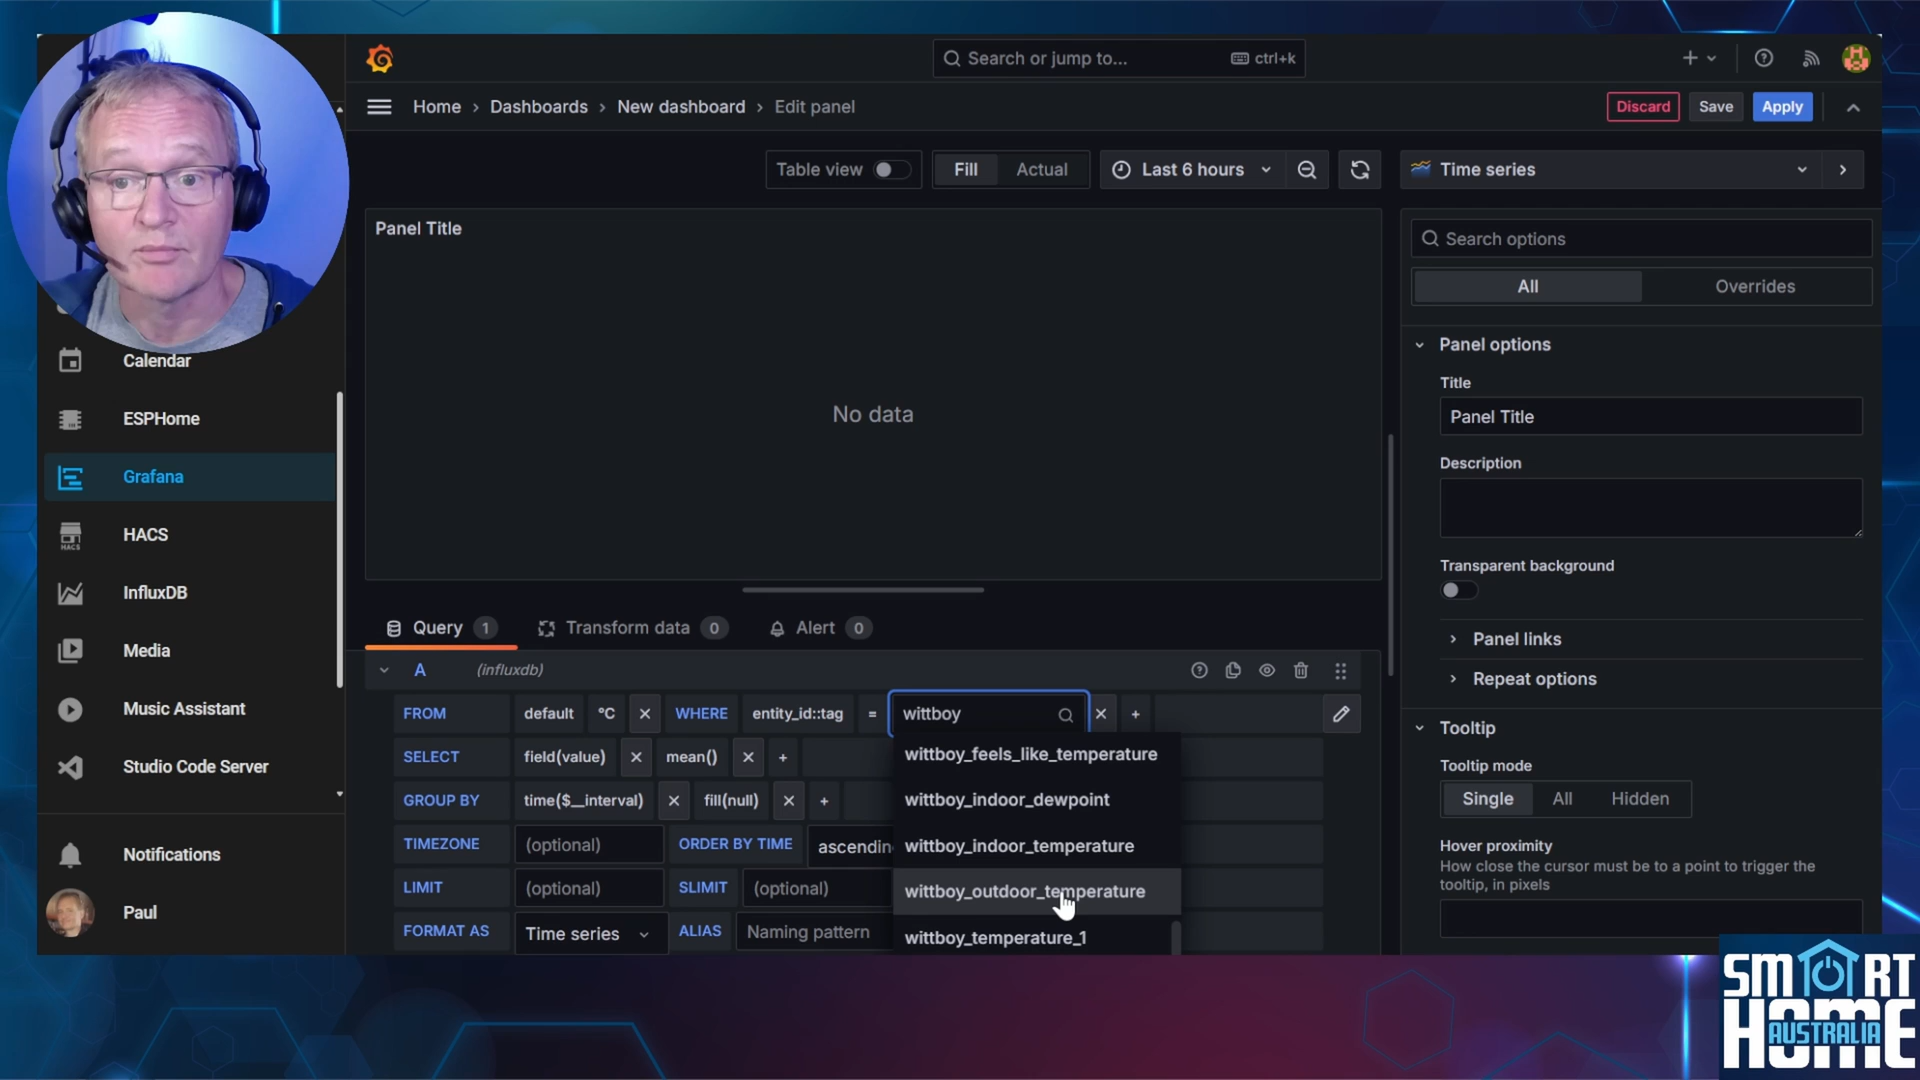 Search or jump to... ctrl+k
Home > Dashboards > New dashboard > Edit panel
Discard Save Apply
Table view Fill Actual Last 6 hours Time series
Panel Title
No data
Search options
All Overrides
Panel options
Title
Panel Title
Description
Transparent background
Panel links
Repeat options
Tooltip
Tooltip mode
Single All Hidden
Hover proximity
How close the cursor must be to a point to trigger the
tooltip, in pixels
Calendar
ESPHome
Grafana
HACS
HACS
InfluxDB
Media
Music Assistant
Studio Code Server
Notifications
Paul
Query 1 Transform data 0 Alert 0
A (influxdb)
FROM default °C × WHERE entity_id::tag = wittboy × +
SELECT field(value) × mean() × +
GROUP BY time($__interval) × fill(null) × +
TIMEZONE (optional) ORDER BY TIME ascendin
LIMIT (optional) SLIMIT (optional)
FORMAT AS Time series ALIAS Naming pattern
wittboy_feels_like_temperature
wittboy_indoor_dewpoint
wittboy_indoor_temperature
wittboy_outdoor_temperature
wittboy_temperature_1
SMART
HOME
AUSTRALIA